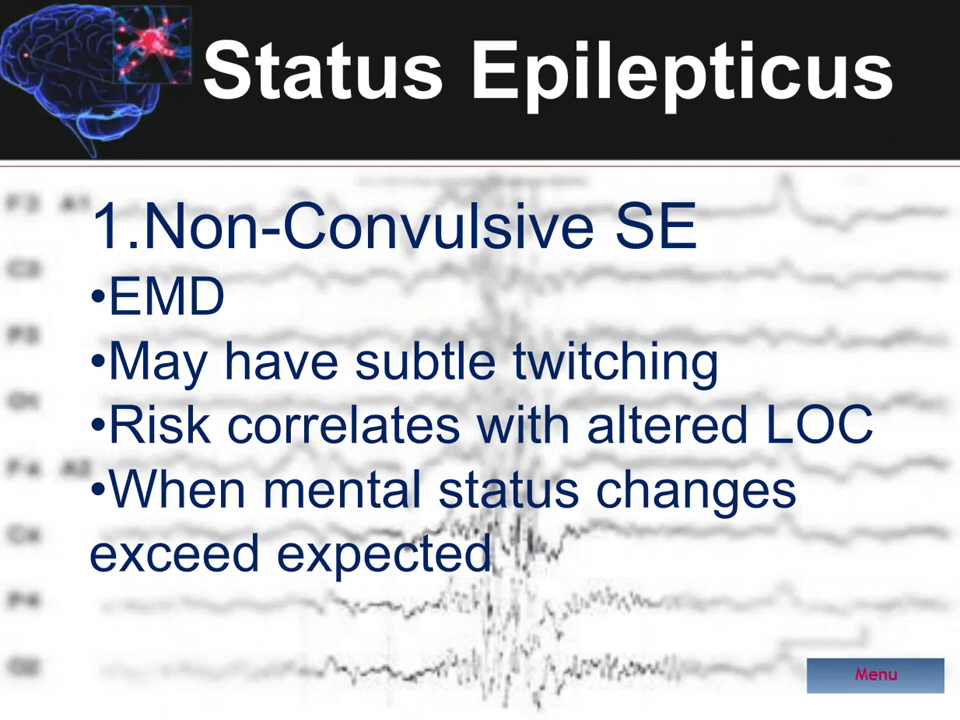 Status Epilepticus
1.Non-Convulsive SE
•EMD
•May have subtle twitching
•Risk correlates with altered LOC
•When mental status changes
exceed expected
Menu